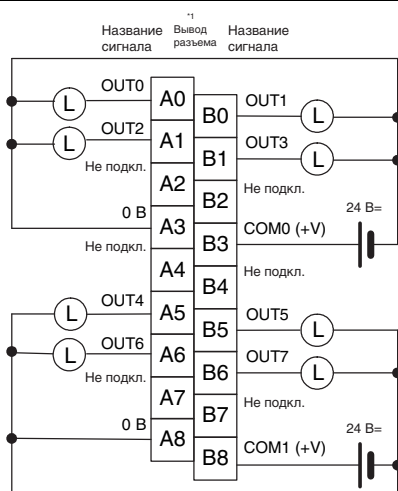 *1
Название сигнала Вывод разъема Название сигнала
OUT0 A0
L
B0 OUT1
L
OUT2 A1
L
B1 OUT3
L
Не подкл. A2
B2 Не подкл.
0 В A3
24 В=
B3 COM0 (+V)
Не подкл. A4
B4 Не подкл.
OUT4 A5
L
B5 OUT5
L
OUT6 A6
L
B6 OUT7
L
Не подкл. A7
B7 Не подкл.
0 В A8
24 В=
B8 COM1 (+V)